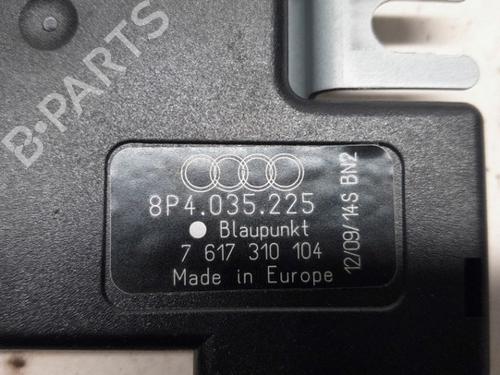 B-PARTS
8P4.035.225
Blaupunkt
7 617 310 104
Made in Europe
12/09/14S BN2